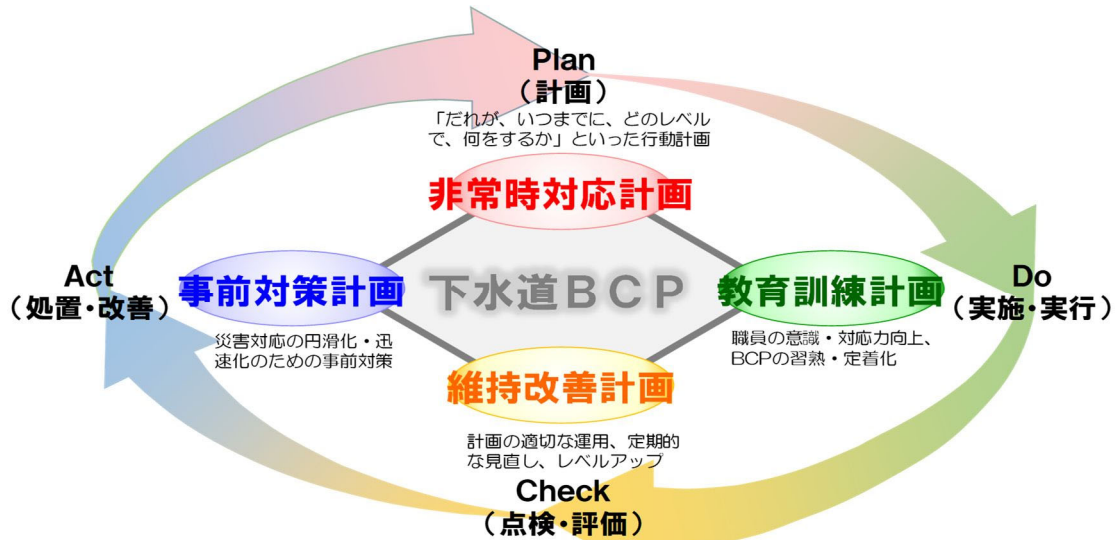 Plan
（計画）
「だれが、いつまでに、どのレベル
で、何をするか」といった行動計画
非常時対応計画
Act
（処置・改善）
事前対策計画
災害対応の円滑化・迅
速化のための事前対策
下水道ＢＣＰ
教育訓練計画
職員の意識・対応力向上、
BCPの習熟・定着化
Do
（実施・実行）
維持改善計画
計画の適切な運用、定期的
な見直し、レベルアップ
Check
（点検・評価）